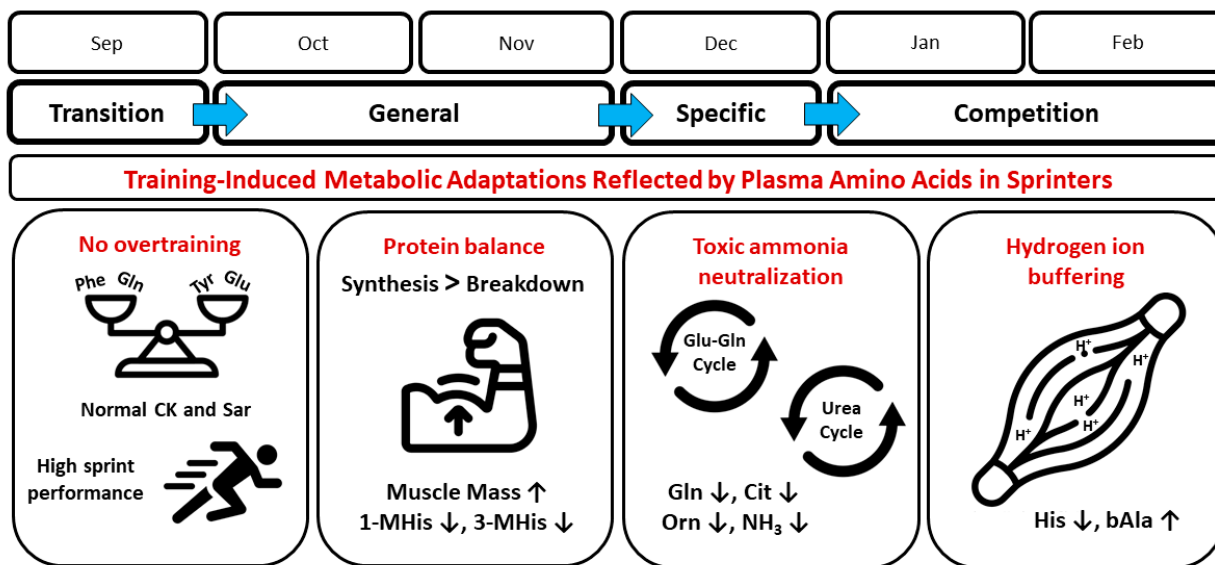 Sep
Oct
Nov
Dec
Jan
Feb
Transition
General
Specific
Competition
Training-Induced Metabolic Adaptations Reflected by Plasma Amino Acids in Sprinters
No overtraining
Phe Gln
Tyr Glu
Normal CK and Sar
High sprint
performance
Protein balance
Synthesis > Breakdown
Muscle Mass ↑
1-MHis ↓, 3-MHis ↓
Toxic ammonia
neutralization
Glu-Gln
Cycle
Urea
Cycle
Gln ↓, Cit ↓
Orn ↓, NH₃ ↓
Hydrogen ion
buffering
H⁺
H⁺
H⁺
H⁺
H⁺
His ↓, bAla ↑